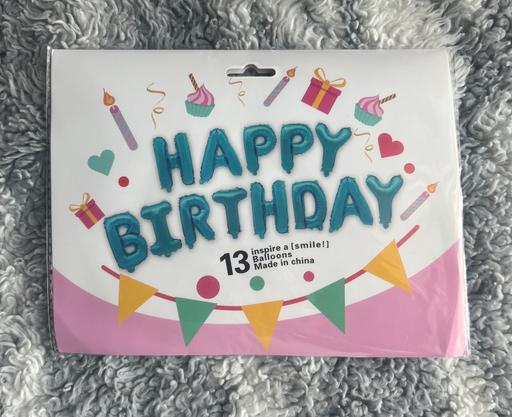 HAPPY
BIRTHDAY
13 inspire a [smile!]
Balloons
Made in china